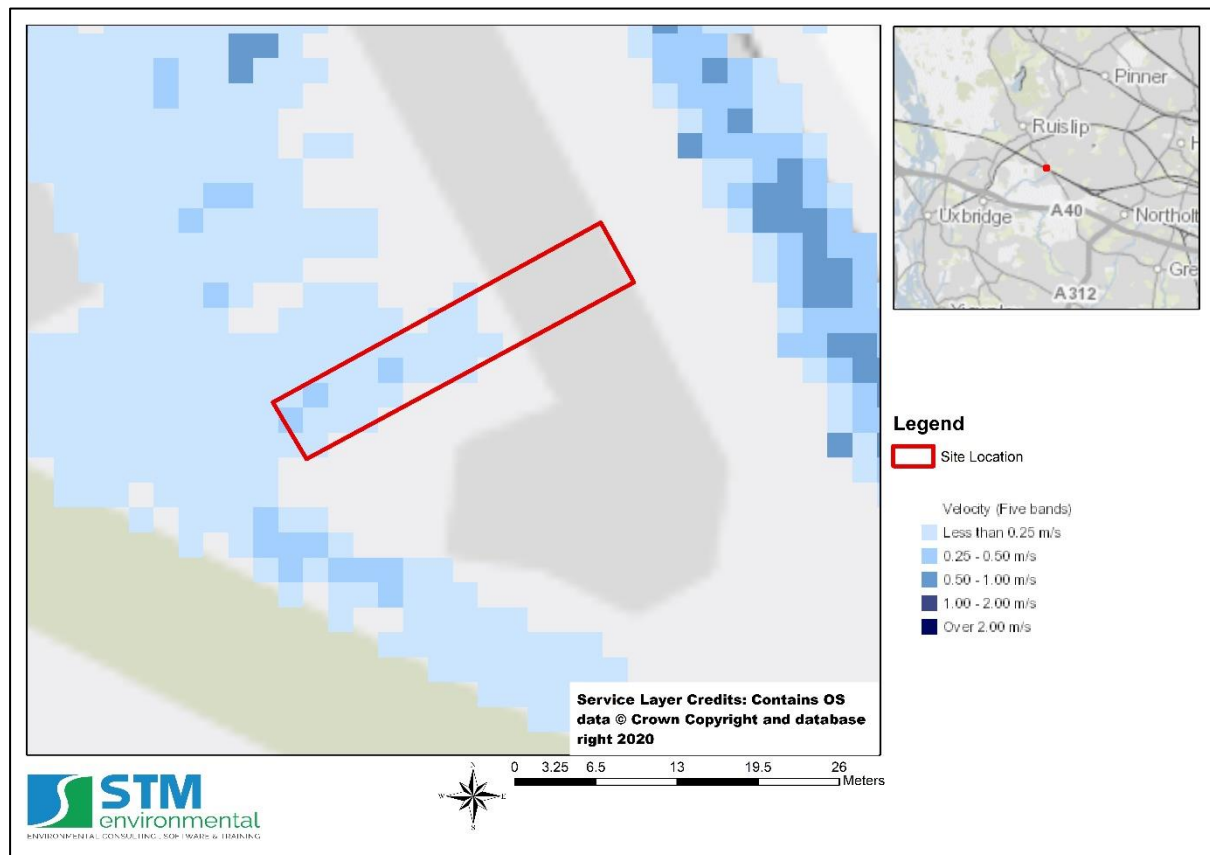 Pinner
Ruislip
H
Uxbridge
A40
Northolt
Gre
A312
Legend
Site Location
Velocity (Five bands)
Less than 0.25 m/s
0.25 - 0.50 m/s
0.50 - 1.00 m/s
1.00 - 2.00 m/s
Over 2.00 m/s
Service Layer Credits: Contains OS
data © Crown Copyright and database
right 2020
STM
environmental
ENVIRONMENTAL CONSULTING , SOFTWARE & TRAINING
N
W E
S
0 3.25 6.5 13 19.5 26
Meters